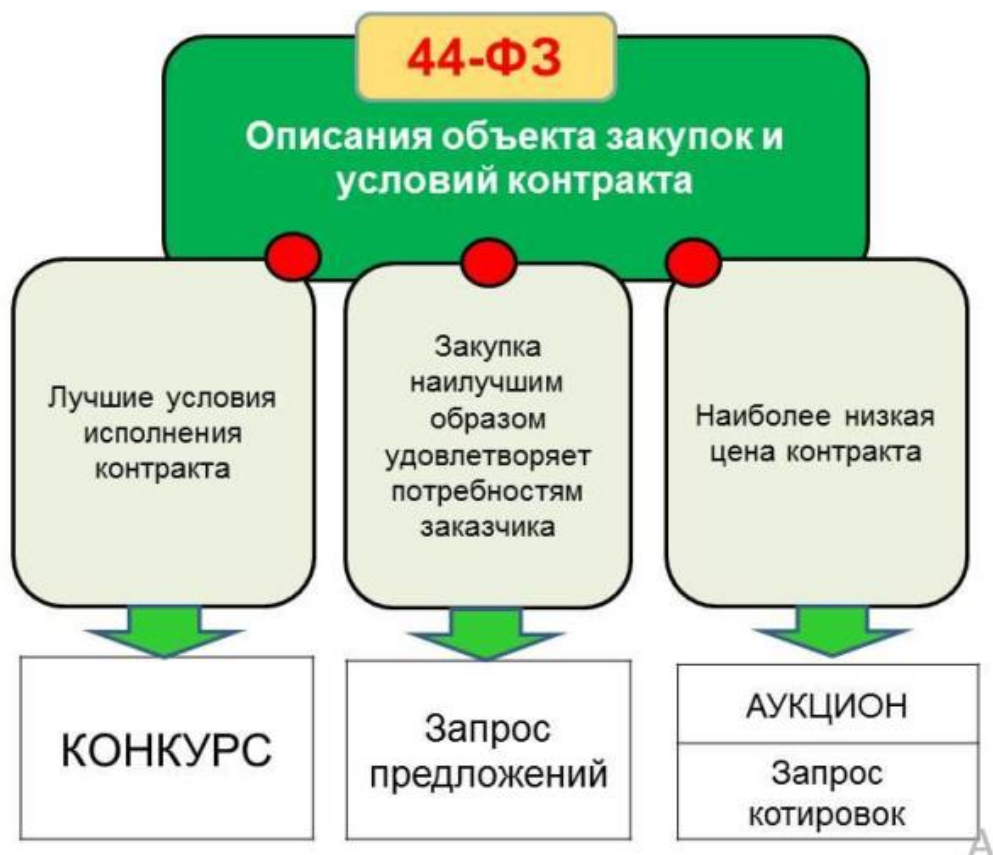 44-ФЗ
Описания объекта закупок и
условий контракта
Лучшие условия
исполнения
контракта
Закупка
наилучшим
образом
удовлетворяет
потребностям
заказчика
Наиболее низкая
цена контракта
КОНКУРС
Запрос
предложений
АУКЦИОН
Запрос
котировок
А